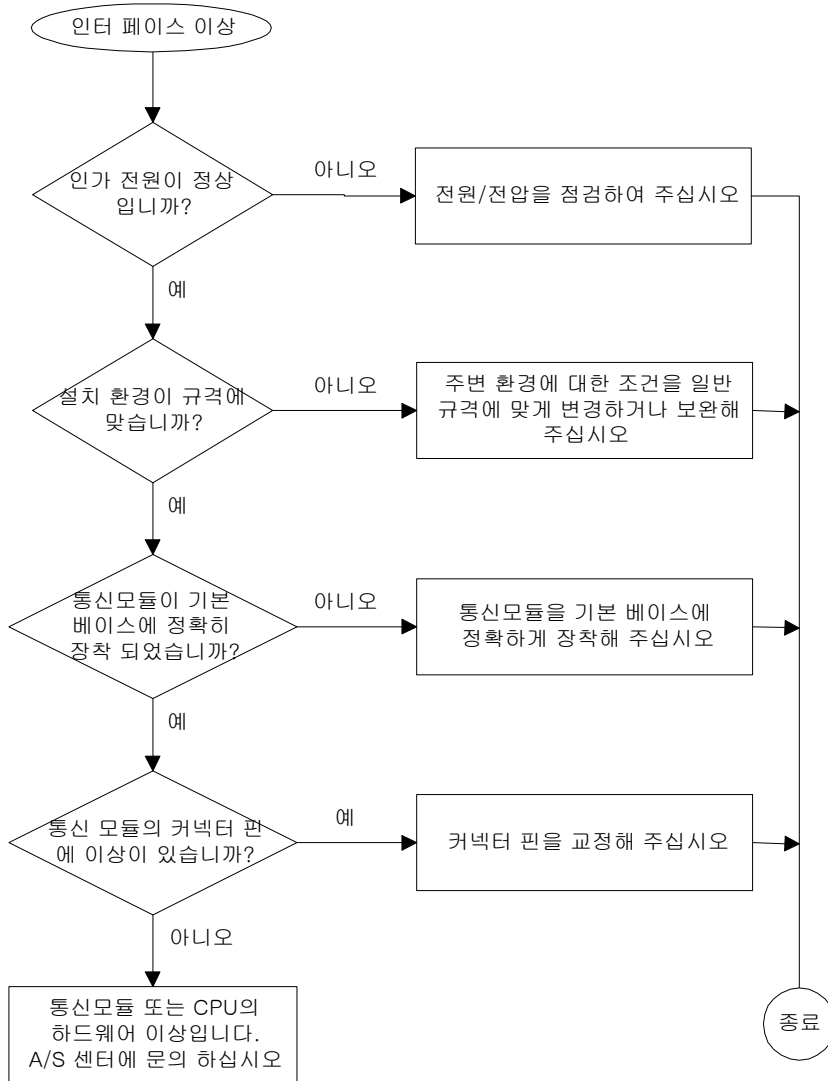 인터 페이스 이상
인가 전원이 정상
입니까?
아니오
전원/전압을 점검하여 주십시오
예
설치 환경이 규격에
맞습니까?
아니오
주변 환경에 대한 조건을 일반
규격에 맞게 변경하거나 보완해
주십시오
예
통신모듈이 기본
베이스에 정확히
장착 되었습니까?
아니오
통신모듈을 기본 베이스에
정확하게 장착해 주십시오
예
통신 모듈의 커넥터 핀
에 이상이 있습니까?
예
커넥터 핀을 교정해 주십시오
아니오
통신모듈 또는 CPU의
하드웨어 이상입니다.
A/S 센터에 문의 하십시오
종료